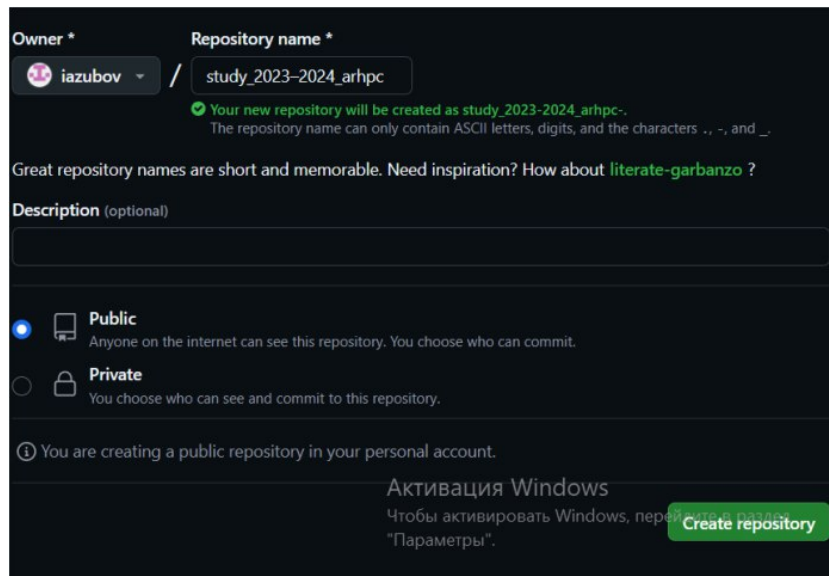 Owner * Repository name *
iazubov / study_2023–2024_arhpc
Your new repository will be created as study_2023-2024_arhpc-.
The repository name can only contain ASCII letters, digits, and the characters ., -, and _.
Great repository names are short and memorable. Need inspiration? How about literate-garbanzo ?
Description (optional)
Public
Anyone on the internet can see this repository. You choose who can commit.
Private
You choose who can see and commit to this repository.
You are creating a public repository in your personal account.
Активация Windows
Чтобы активировать Windows, перейдите в раздел
"Параметры".
Create repository